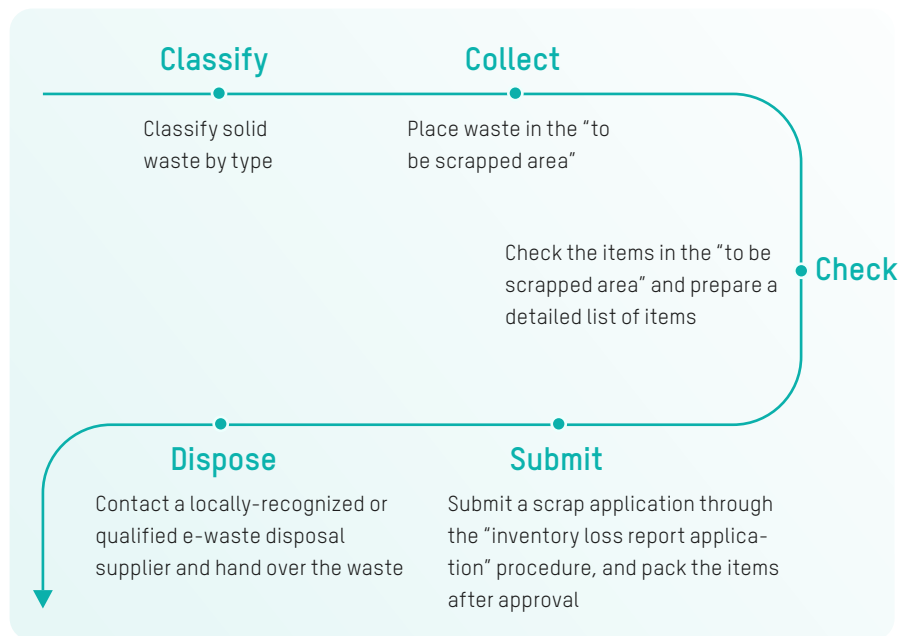 Classify
Classify solid
waste by type
Collect
Place waste in the “to
be scrapped area”
Check
Check the items in the “to be
scrapped area” and prepare a
detailed list of items
Submit
Submit a scrap application through
the “inventory loss report applica-
tion” procedure, and pack the items
after approval
Dispose
Contact a locally-recognized or
qualified e-waste disposal
supplier and hand over the waste